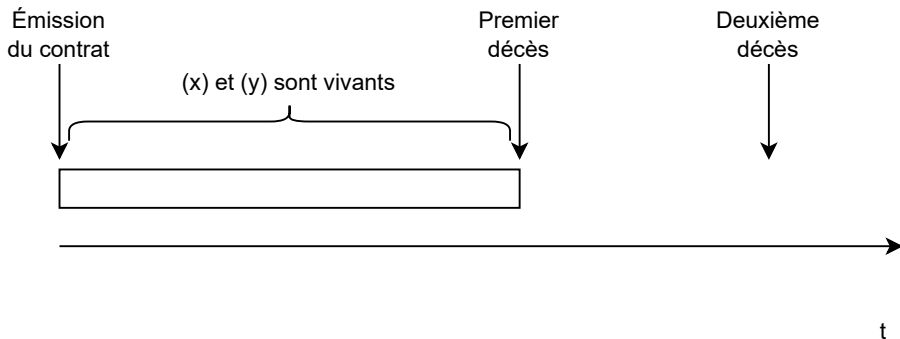 Émission
du contrat
Premier
décès
Deuxième
décès
(x) et (y) sont vivants
t